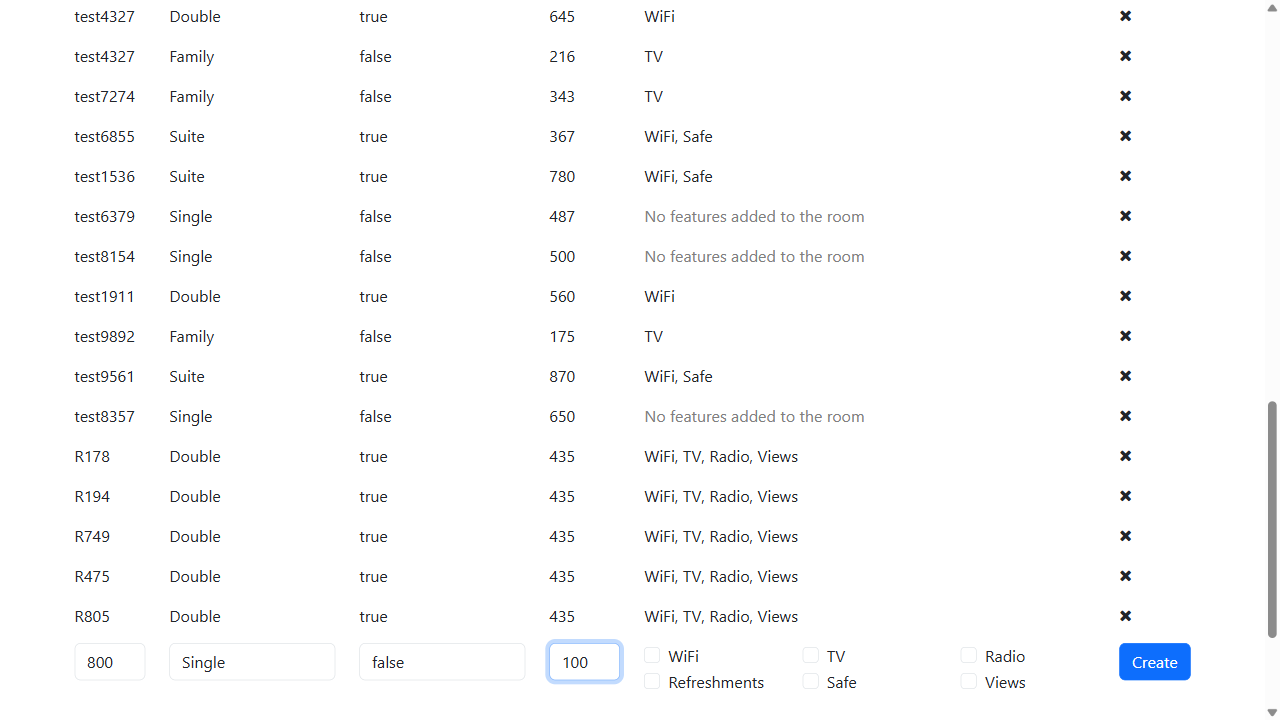 test4327 Double true 645 WiFi ✖
test4327 Family false 216 TV ✖
test7274 Family false 343 TV ✖
test6855 Suite true 367 WiFi, Safe ✖
test1536 Suite true 780 WiFi, Safe ✖
test6379 Single false 487 No features added to the room ✖
test8154 Single false 500 No features added to the room ✖
test1911 Double true 560 WiFi ✖
test9892 Family false 175 TV ✖
test9561 Suite true 870 WiFi, Safe ✖
test8357 Single false 650 No features added to the room ✖
R178 Double true 435 WiFi, TV, Radio, Views ✖
R194 Double true 435 WiFi, TV, Radio, Views ✖
R749 Double true 435 WiFi, TV, Radio, Views ✖
R475 Double true 435 WiFi, TV, Radio, Views ✖
R805 Double true 435 WiFi, TV, Radio, Views ✖
800 Single false 100 WiFi TV Radio Create
Refreshments Safe Views